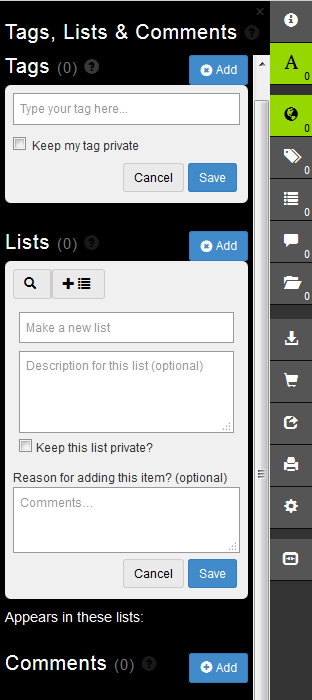 Tags, Lists & Comments
Tags (0)
Add
Type your tag here...
Keep my tag private
Cancel
Save
Lists (0)
Add
Make a new list
Description for this list (optional)
Keep this list private?
Reason for adding this item? (optional)
Comments...
Cancel
Save
Appears in these lists:
Comments (0)
Add
A
0
0
0
0
0
0